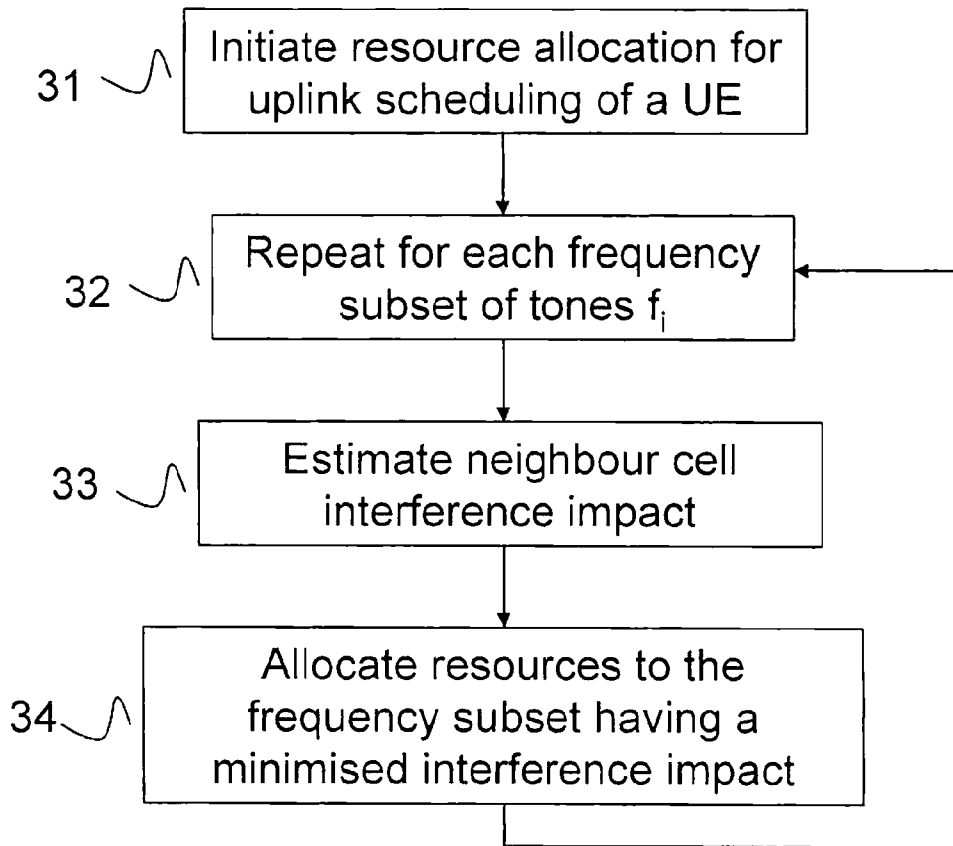 31
Initiate resource allocation for
uplink scheduling of a UE
32
Repeat for each frequency
subset of tones fᵢ
33
Estimate neighbour cell
interference impact
34
Allocate resources to the
frequency subset having a
minimised interference impact